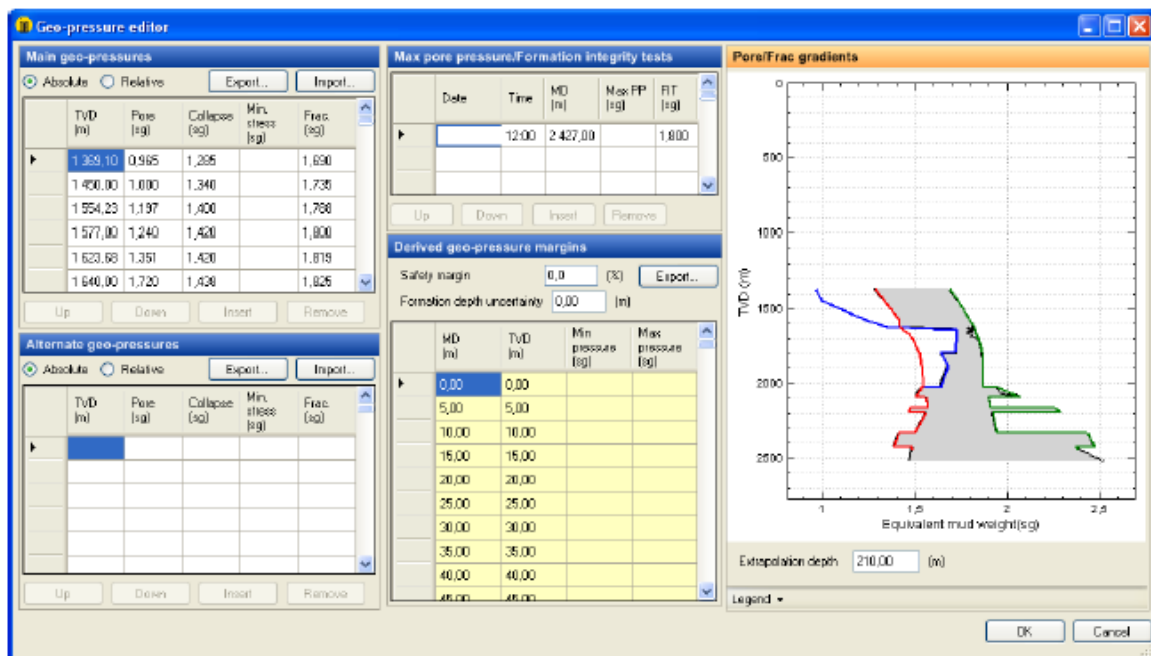 Geo-pressure editor
Main geo-pressures
Absolute Relative Export... Import...
TVD (m) Pore (sg) Collapse (sg) Min. stress (sg) Frac. (sg)
1 369,10 0,965 1,285 1,690
1 450,00 1,000 1,340 1,735
1 554,23 1,197 1,400 1,788
1 577,00 1,240 1,420 1,800
1 623,68 1,351 1,420 1,819
1 640,00 1,720 1,430 1,825
Up Down Insert Remove
Alternate geo-pressures
Absolute Relative Export... Import...
TVD (m) Pore (sg) Collapse (sg) Min. stress (sg) Frac. (sg)
Up Down Insert Remove
Max pore pressure/Formation integrity tests
Date Time MD (m) Max PP (sg) FIT (sg)
12:00 2 427,00 1,800
Up Down Insert Remove
Derived geo-pressure margins
Safety margin 0,0 (%) Export...
Formation depth uncertainty 0,00 (m)
MD (m) TVD (m) Min pressure (sg) Max pressure (sg)
0,00 0,00
5,00 5,00
10,00 10,00
15,00 15,00
20,00 20,00
25,00 25,00
30,00 30,00
35,00 35,00
40,00 40,00
45,00 45,00
Pore/Frac gradients
0
500
1000
1500
2000
2500
TVD (m)
1 1,5 2 2,5
Equivalent mud weight(sg)
Extrapolation depth 210,00 (m)
Legend
OK Cancel